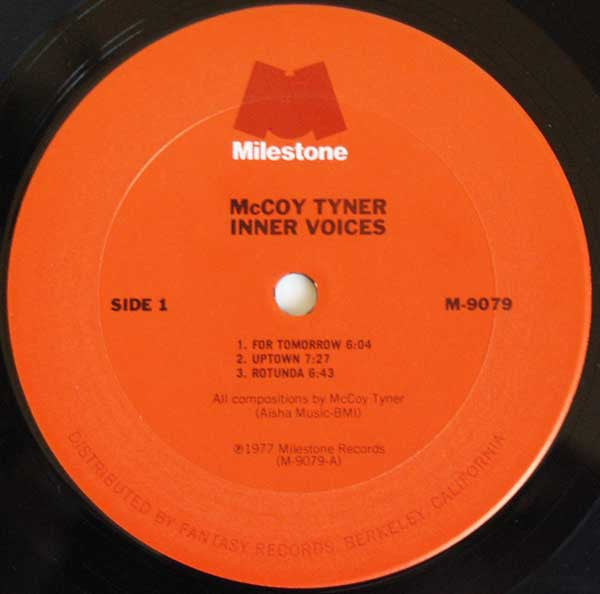 Milestone
McCOY TYNER
INNER VOICES
SIDE 1
M-9079
1. FOR TOMORROW 6:04
2. UPTOWN 7:27
3. ROTUNDA 6:43
All compositions by McCoy Tyner
(Aisha Music-BMI)
℗1977 Milestone Records
(M-9079-A)
DISTRIBUTED BY FANTASY RECORDS, BERKELEY, CALIFORNIA